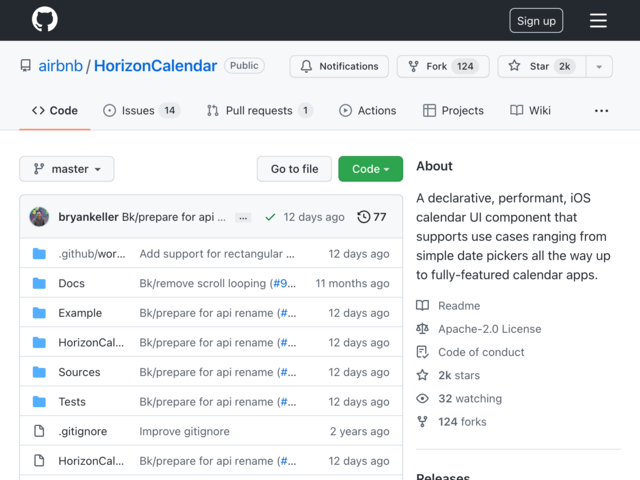 Sign up
airbnb / HorizonCalendar Public
Notifications
Fork 124
Star 2k
Code
Issues 14
Pull requests 1
Actions
Projects
Wiki
...
master
Go to file
Code
bryankeller Bk/prepare for api ... ... 12 days ago 77
.github/wor... Add support for rectangular ... 12 days ago
Docs Bk/remove scroll looping (#9... 11 months ago
Example Bk/prepare for api rename (#... 12 days ago
HorizonCal... Bk/prepare for api rename (#... 12 days ago
Sources Bk/prepare for api rename (#... 12 days ago
Tests Bk/prepare for api rename (#... 12 days ago
.gitignore Improve gitignore 2 years ago
HorizonCal... Bk/prepare for api rename (#... 12 days ago
About
A declarative, performant, iOS
calendar UI component that
supports use cases ranging from
simple date pickers all the way up
to fully-featured calendar apps.
Readme
Apache-2.0 License
Code of conduct
2k stars
32 watching
124 forks
Releases